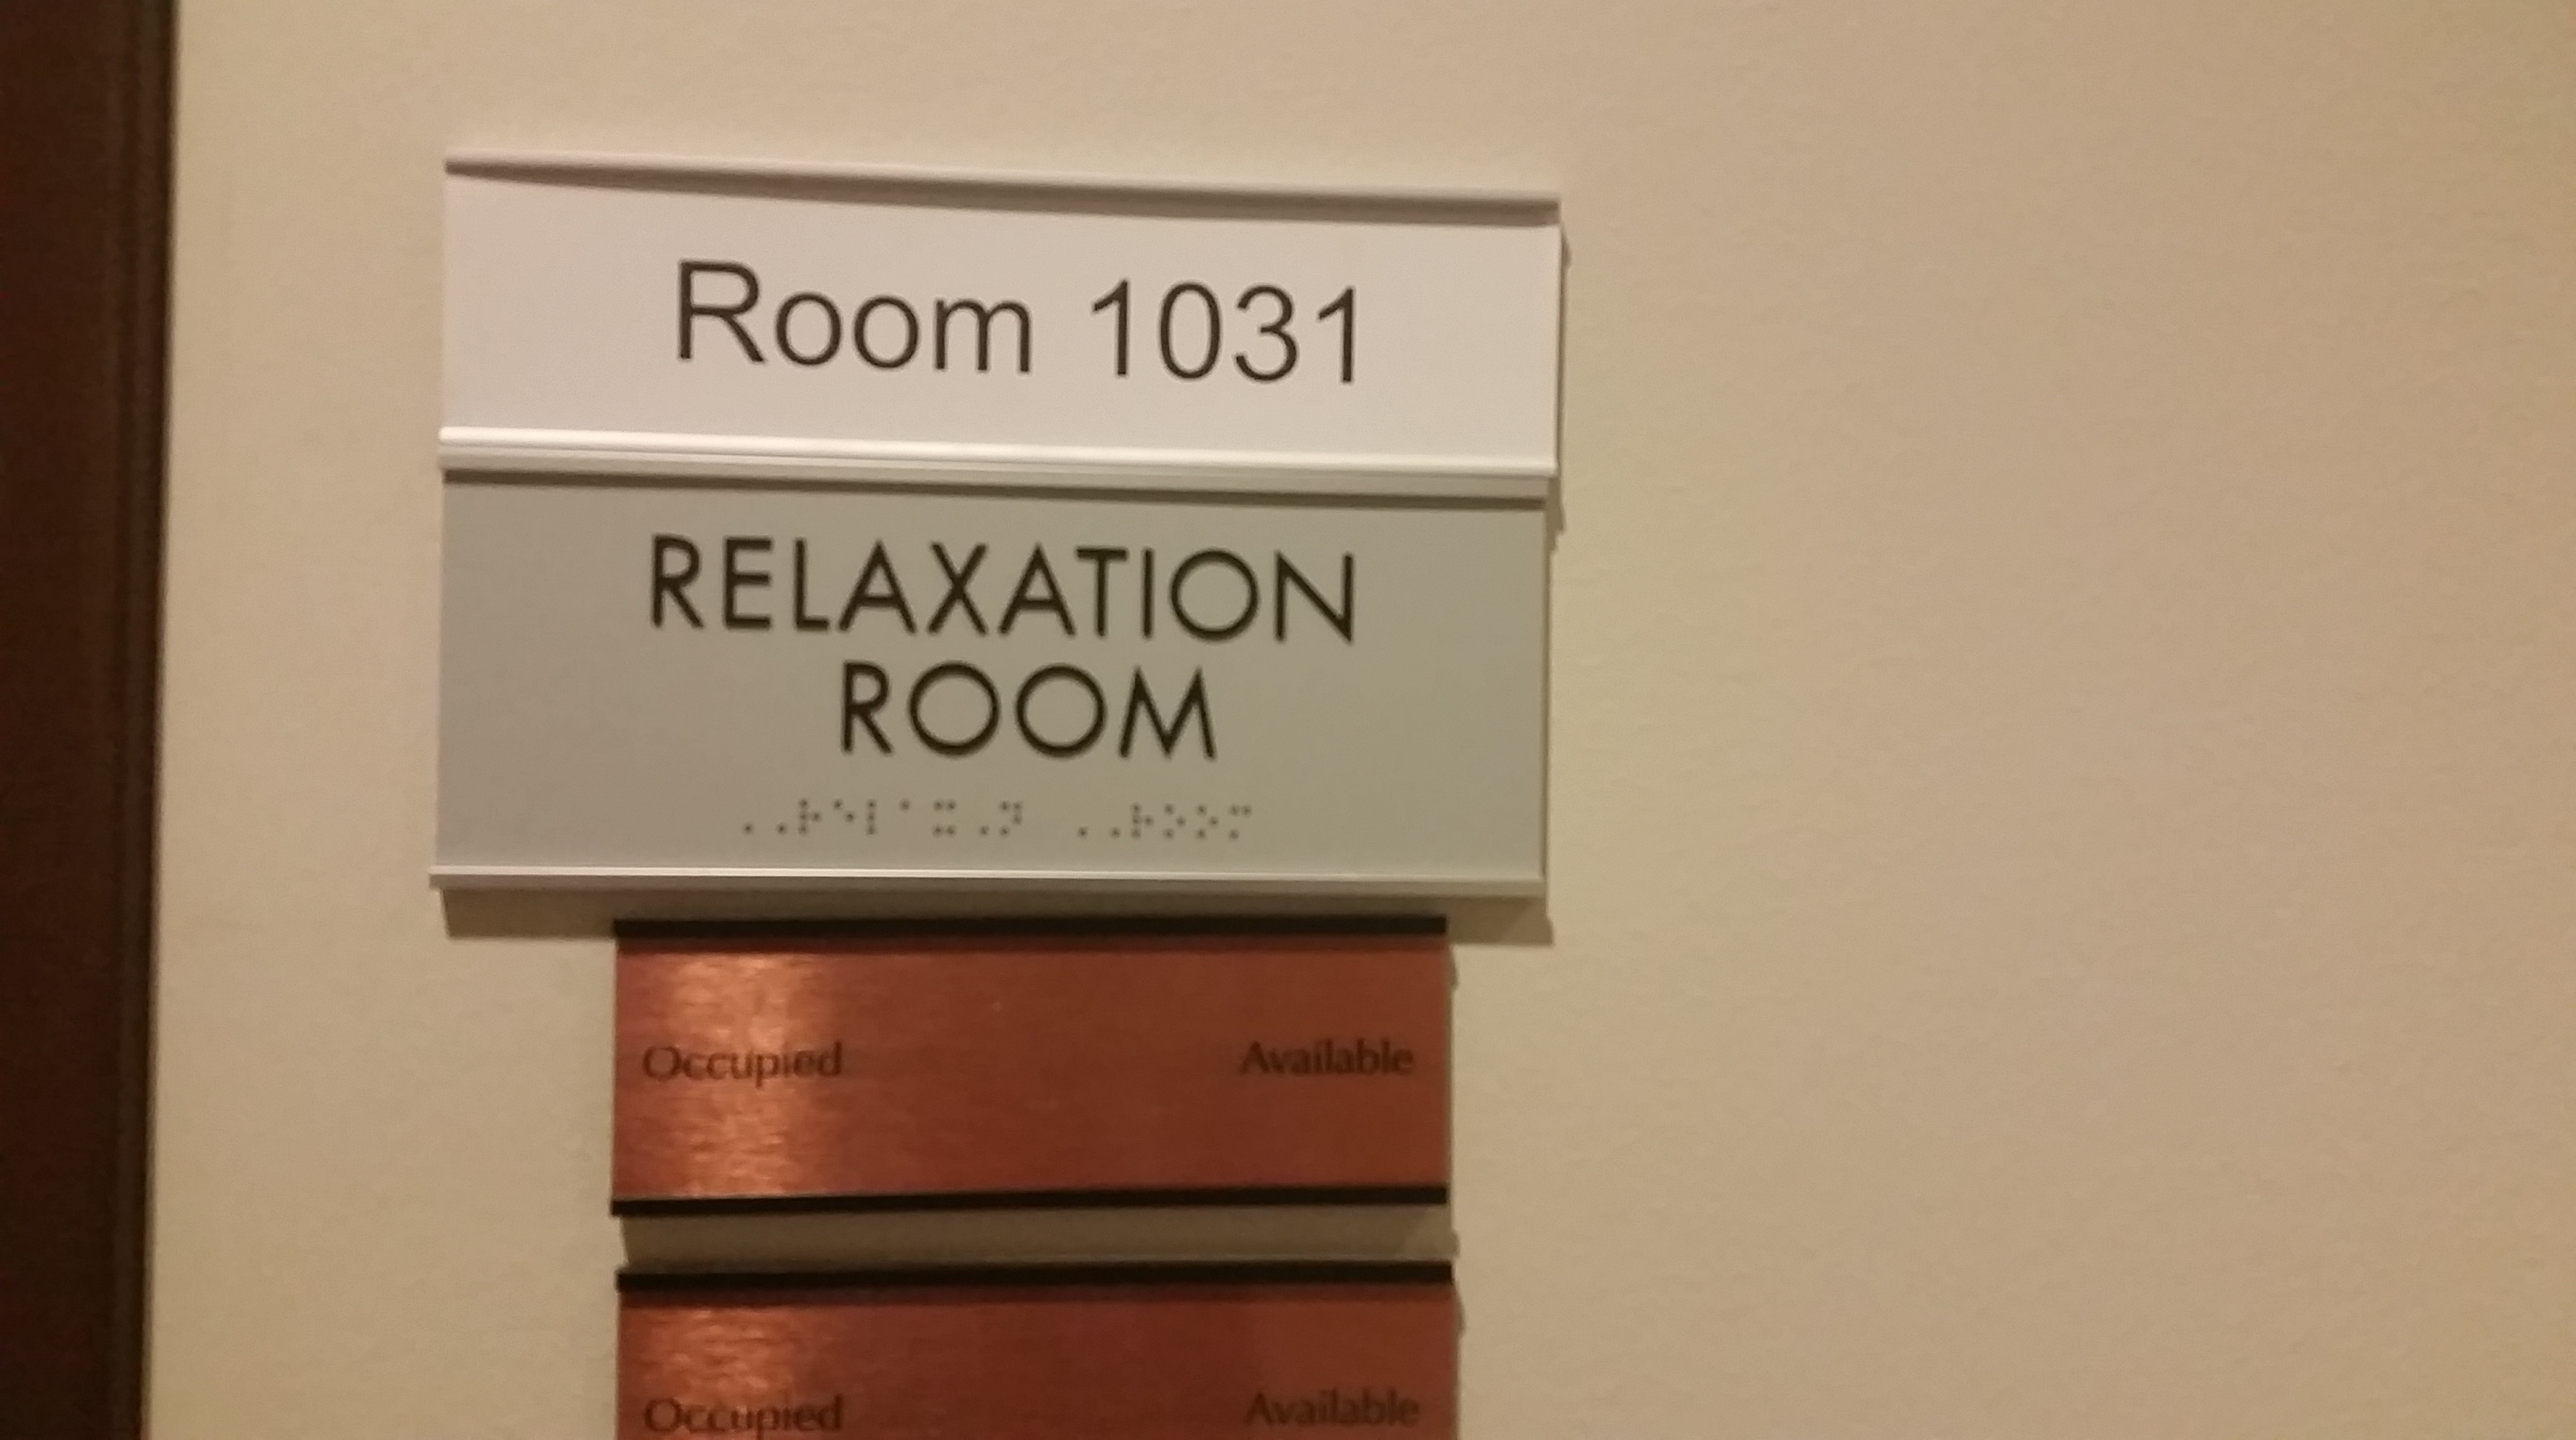 Room 1031
RELAXATION
ROOM
⠠⠠⠗⠑⠇⠁⠭⠰⠝ ⠠⠠⠗⠕⠕⠍
Occupied Available
Occupied Available